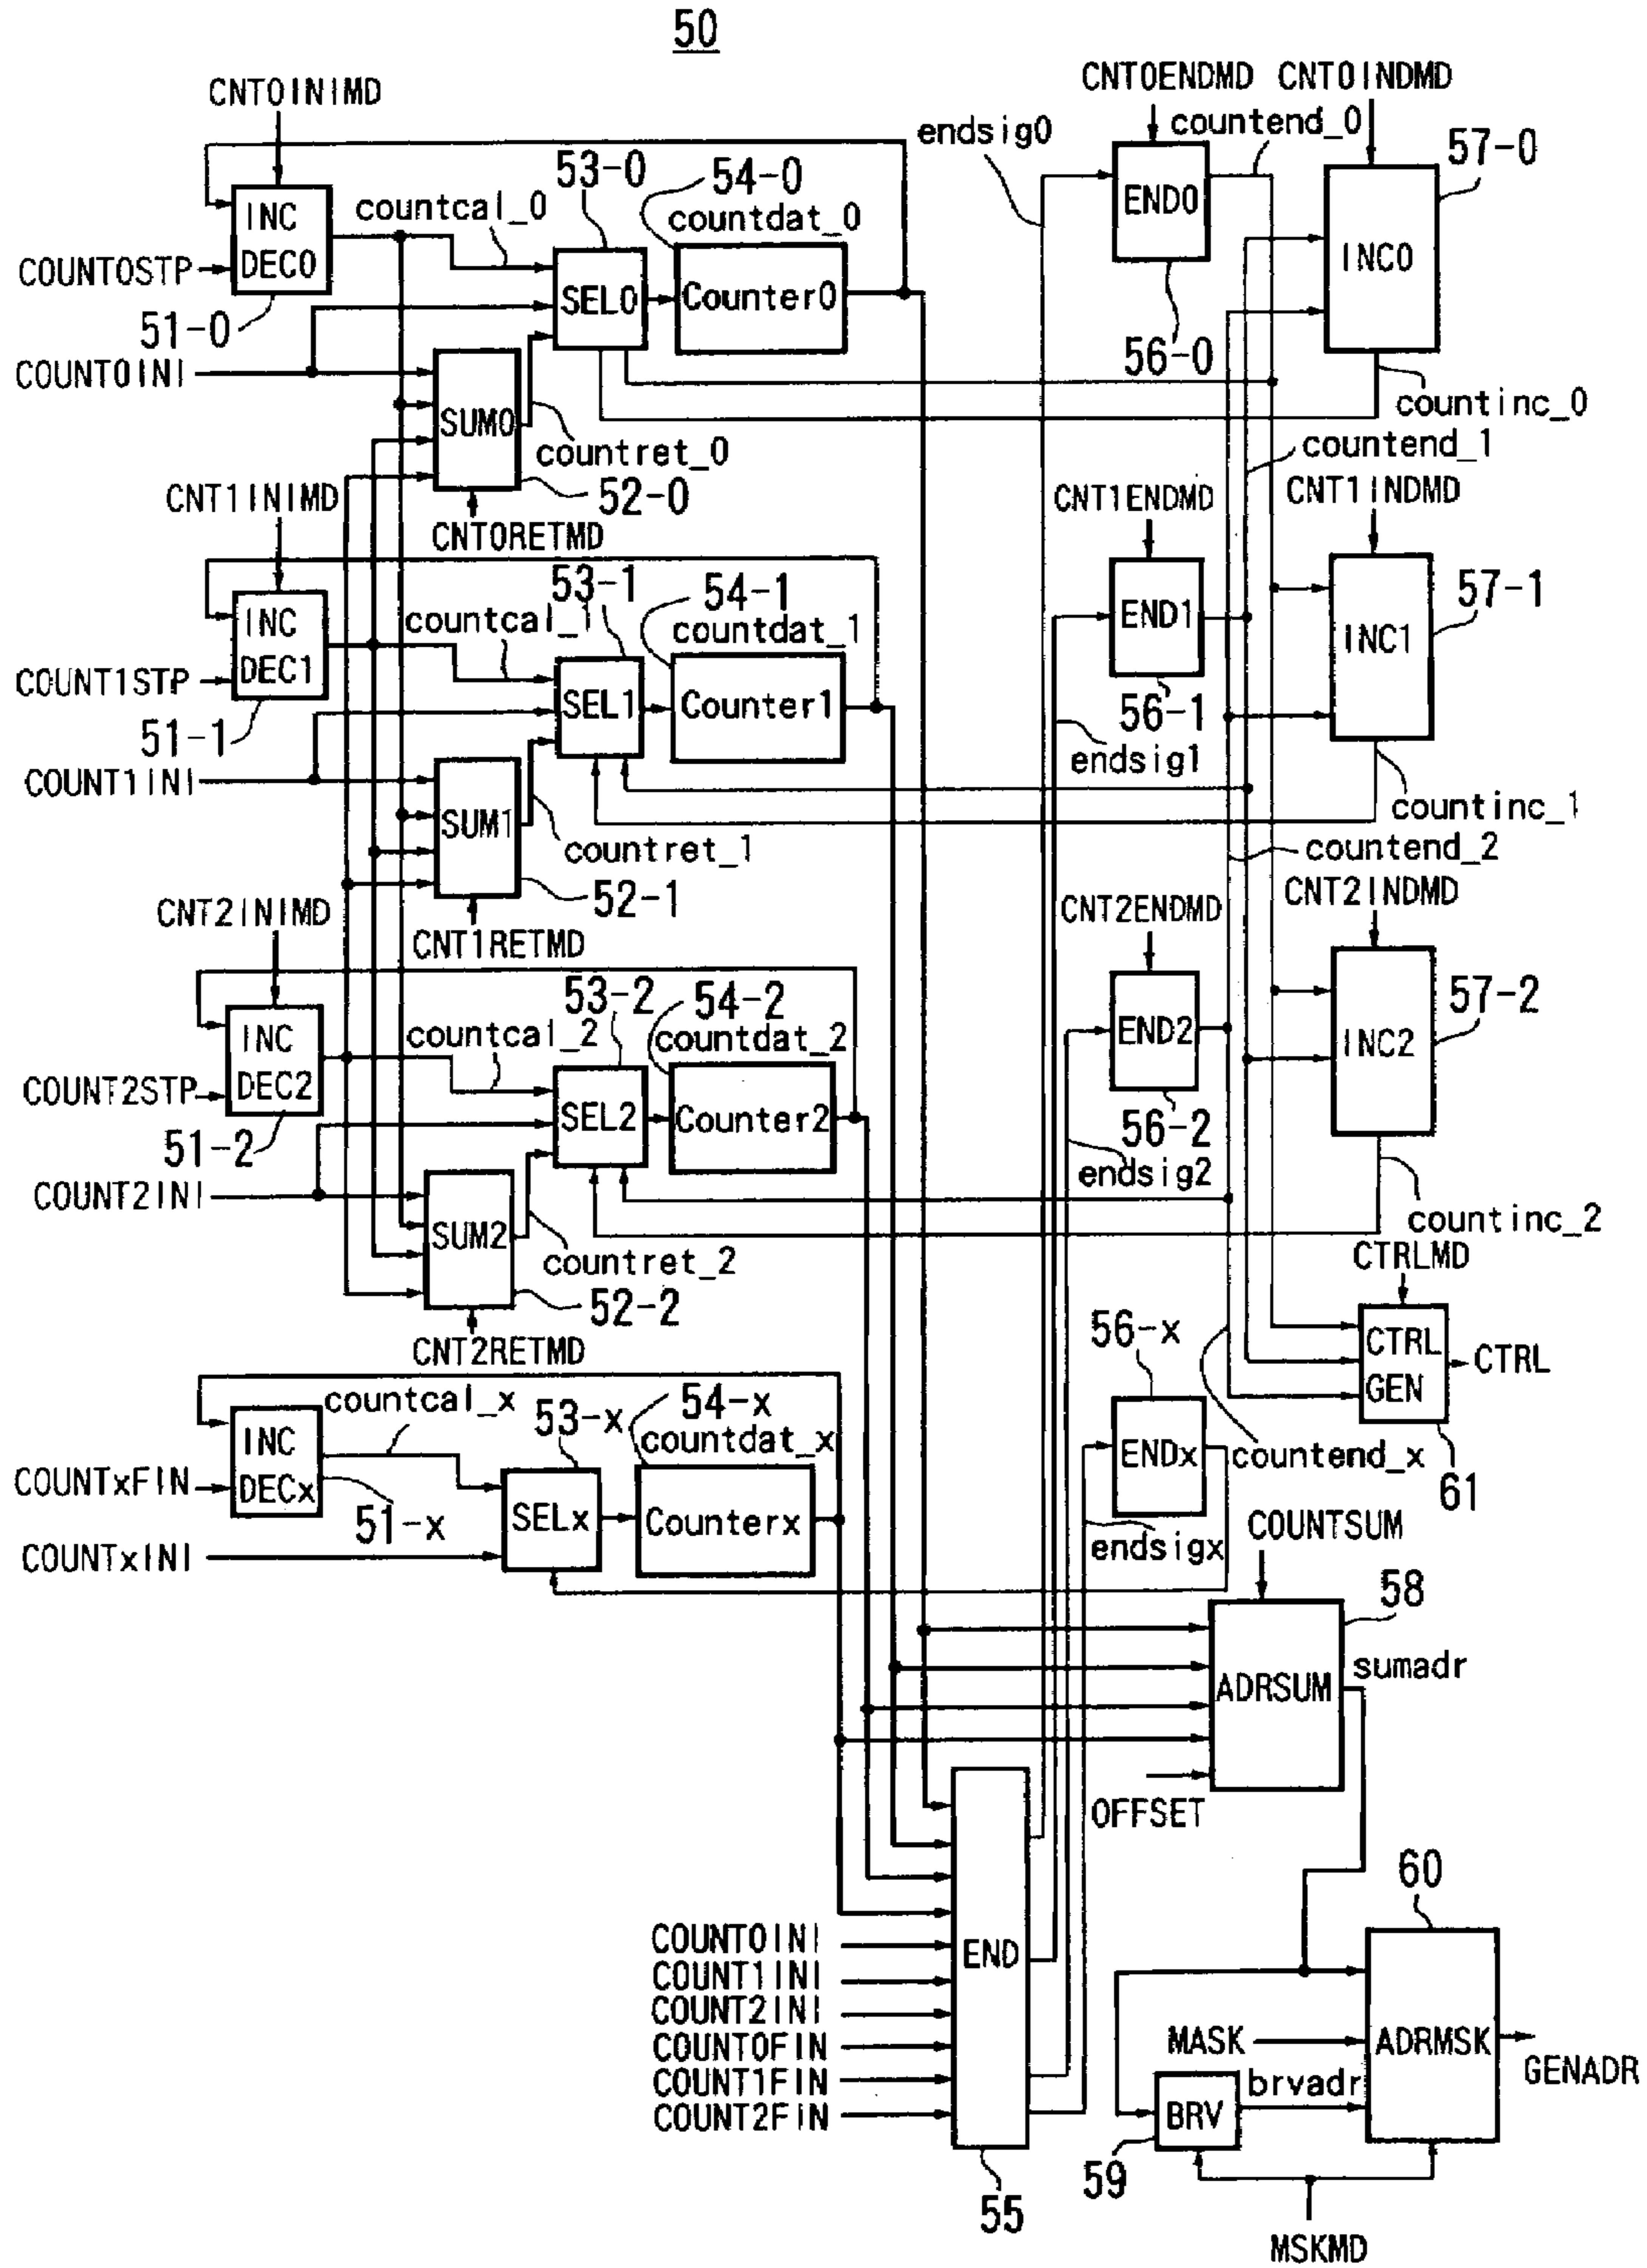 50
CNT0INIMD
INC
DEC0
COUNT0STP
51-0
countcal_0
53-0
SEL0
54-0
countdat_0
Counter0
COUNT0INI
SUM0
countret_0
52-0
CNT0RETMD
endsig0
CNT0ENDMD
CNT0INDMD
countend_0
END0
56-0
57-0
INC0
countinc_0
countend_1
CNT1INIMD
INC
DEC1
COUNT1STP
51-1
countcal_1
53-1
SEL1
54-1
countdat_1
Counter1
COUNT1INI
SUM1
countret_1
52-1
CNT1RETMD
CNT1ENDMD
CNT1INDMD
END1
56-1
endsig1
57-1
INC1
countinc_1
countend_2
CNT2INIMD
INC
DEC2
COUNT2STP
51-2
countcal_2
53-2
SEL2
54-2
countdat_2
Counter2
COUNT2INI
SUM2
countret_2
52-2
CNT2RETMD
CNT2ENDMD
CNT2INDMD
END2
56-2
endsig2
57-2
INC2
countinc_2
CTRLMD
CTRL
GEN
CTRL
61
INC
DECx
COUNTxFIN
51-x
countcal_x
53-x
SELx
54-x
countdat_x
Counterx
COUNTxINI
56-x
ENDx
countend_x
endsigx
COUNTSUM
58
ADRSUM
sumadr
OFFSET
COUNT0INI
COUNT1INI
COUNT2INI
COUNT0FIN
COUNT1FIN
COUNT2FIN
END
55
60
MASK
ADRMSK
GENADR
brvadr
BRV
59
MSKMD